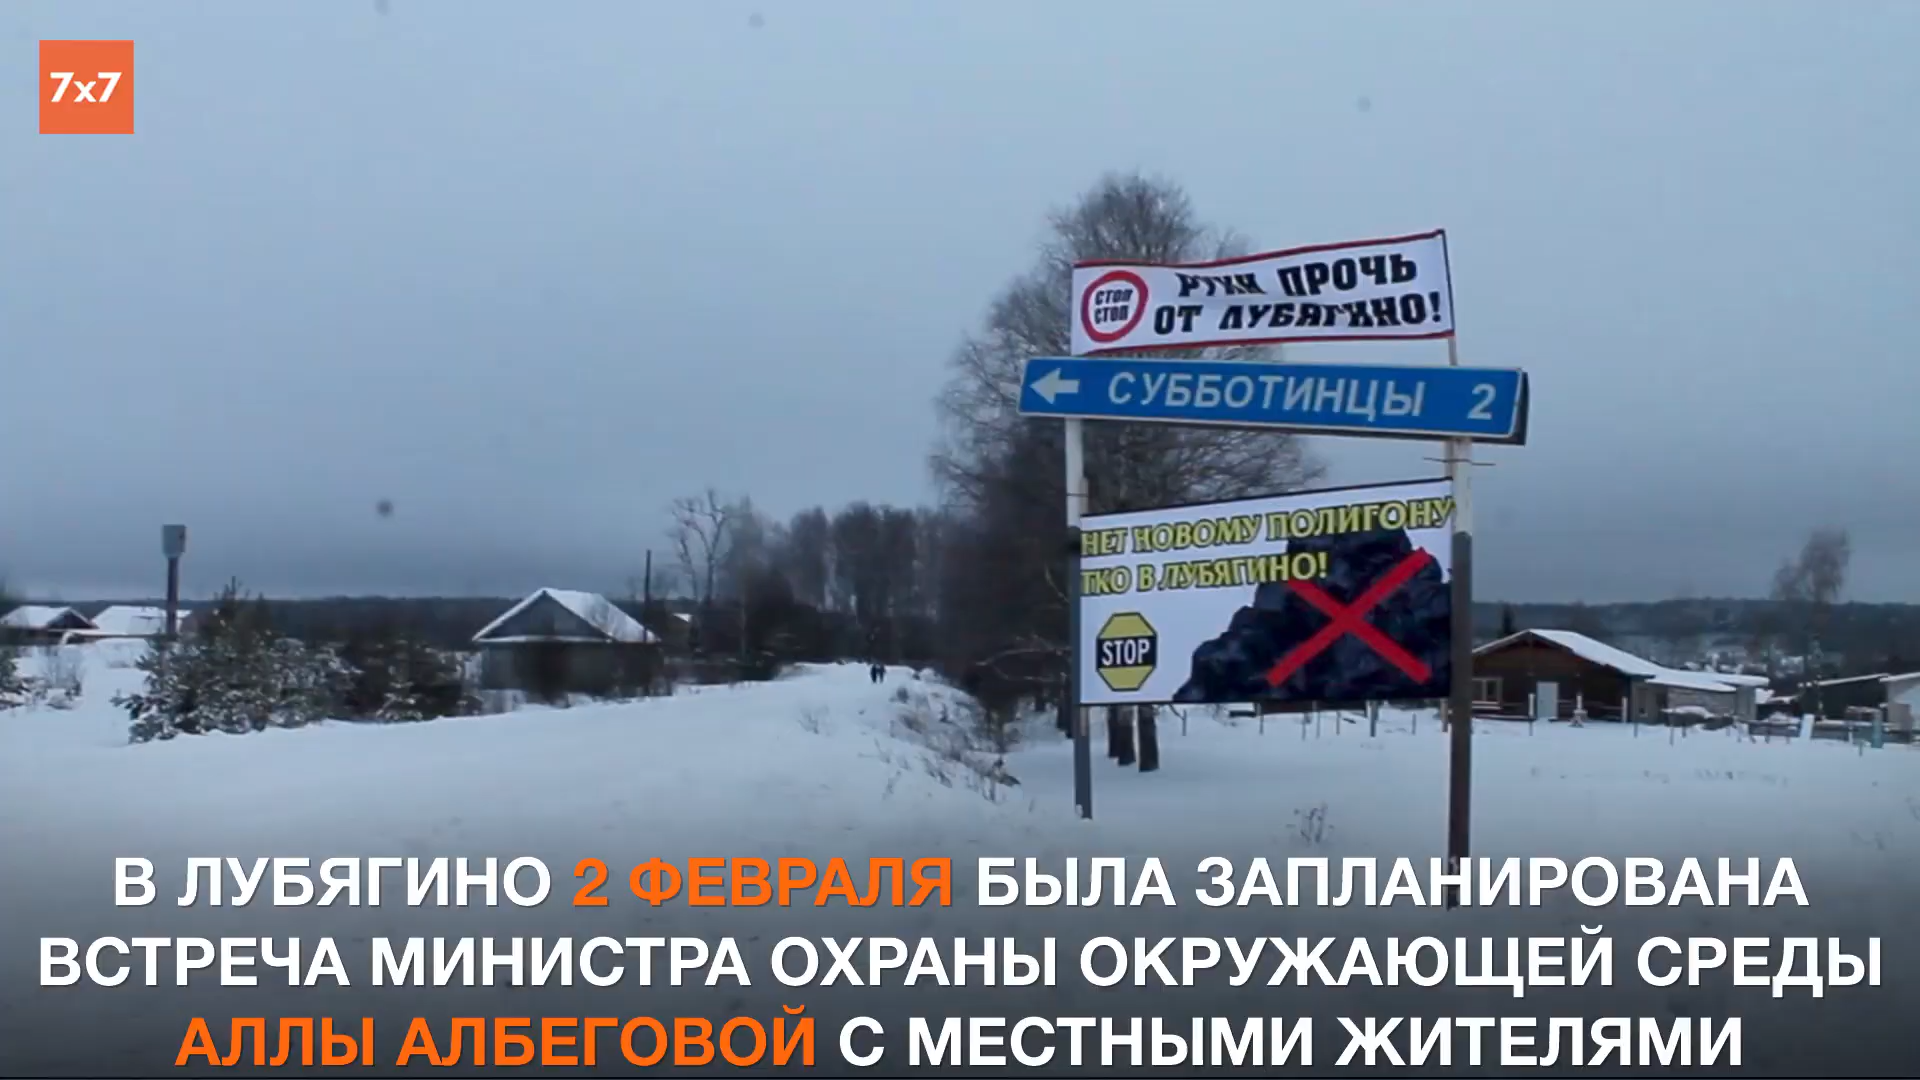 7x7
СТОП
СТОП
РУКИ ПРОЧЬ
ОТ ЛУБЯГИНО!
СУББОТИНЦЫ 2
НЕТ НОВОМУ ПОЛИГОНУ
ТКО В ЛУБЯГИНО!
STOP
В ЛУБЯГИНО 2 ФЕВРАЛЯ БЫЛА ЗАПЛАНИРОВАНА
ВСТРЕЧА МИНИСТРА ОХРАНЫ ОКРУЖАЮЩЕЙ СРЕДЫ
АЛЛЫ АЛБЕГОВОЙ С МЕСТНЫМИ ЖИТЕЛЯМИ